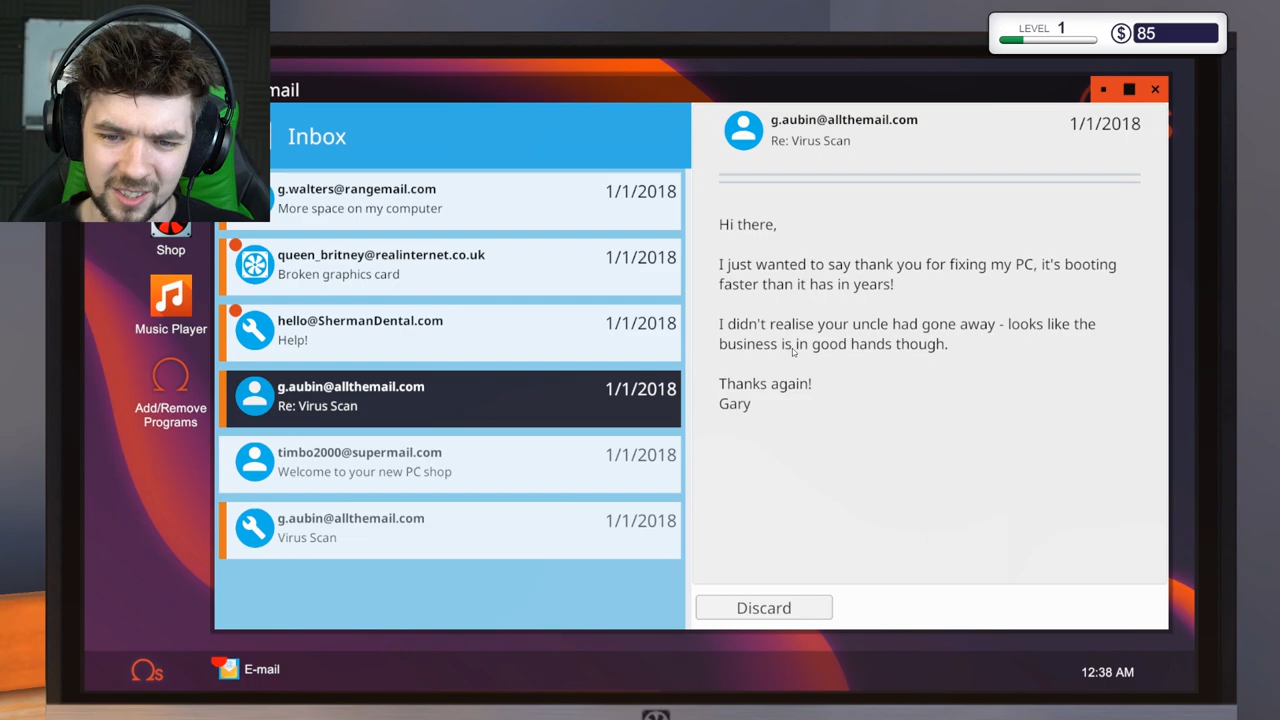 LEVEL 1
$ 85
mail
Inbox
g.walters@rangemail.com 1/1/2018
More space on my computer
queen_britney@realinternet.co.uk 1/1/2018
Broken graphics card
hello@ShermanDental.com 1/1/2018
Help!
g.aubin@allthemail.com 1/1/2018
Re: Virus Scan
timbo2000@supermail.com 1/1/2018
Welcome to your new PC shop
g.aubin@allthemail.com 1/1/2018
Virus Scan
g.aubin@allthemail.com 1/1/2018
Re: Virus Scan
Hi there,
I just wanted to say thank you for fixing my PC, it's booting
faster than it has in years!
I didn't realise your uncle had gone away - looks like the
business is in good hands though.
Thanks again!
Gary
Discard
Shop
Music Player
Add/Remove
Programs
Ωs
E-mail
12:38 AM